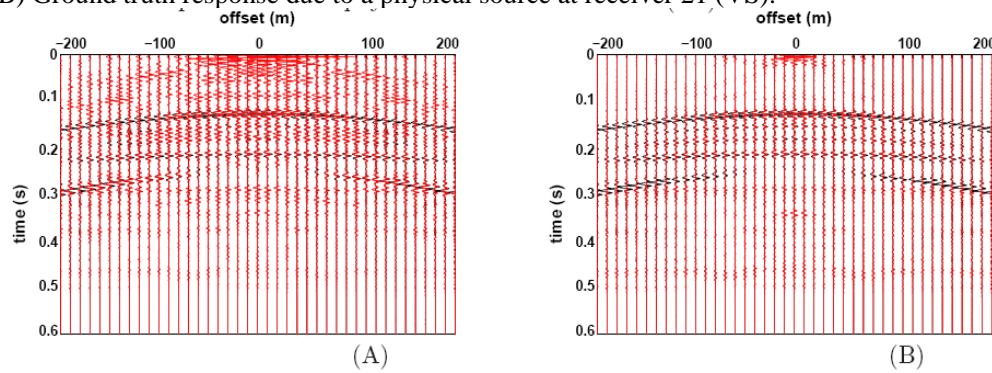 D) Ground truth response due to a physical source at receiver 21 (VS).
offset (m)
−200 −100 0 100 200
0
0.1
0.2
0.3
0.4
0.5
0.6
time (s)
(A)
offset (m)
−200 −100 0 100 200
0
0.1
0.2
0.3
0.4
0.5
0.6
time (s)
(B)